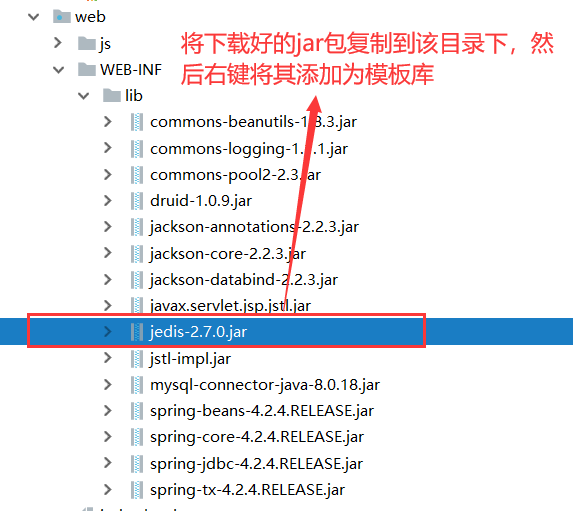 web
js
将下载好的jar包复制到该目录下，然
后右键将其添加为模板库
WEB-INF
lib
commons-beanutils-1.8.3.jar
commons-logging-1.1.1.jar
commons-pool2-2.3.jar
druid-1.0.9.jar
jackson-annotations-2.2.3.jar
jackson-core-2.2.3.jar
jackson-databind-2.2.3.jar
javax.servlet.jsp.jstl.jar
jedis-2.7.0.jar
jstl-impl.jar
mysql-connector-java-8.0.18.jar
spring-beans-4.2.4.RELEASE.jar
spring-core-4.2.4.RELEASE.jar
spring-jdbc-4.2.4.RELEASE.jar
spring-tx-4.2.4.RELEASE.jar